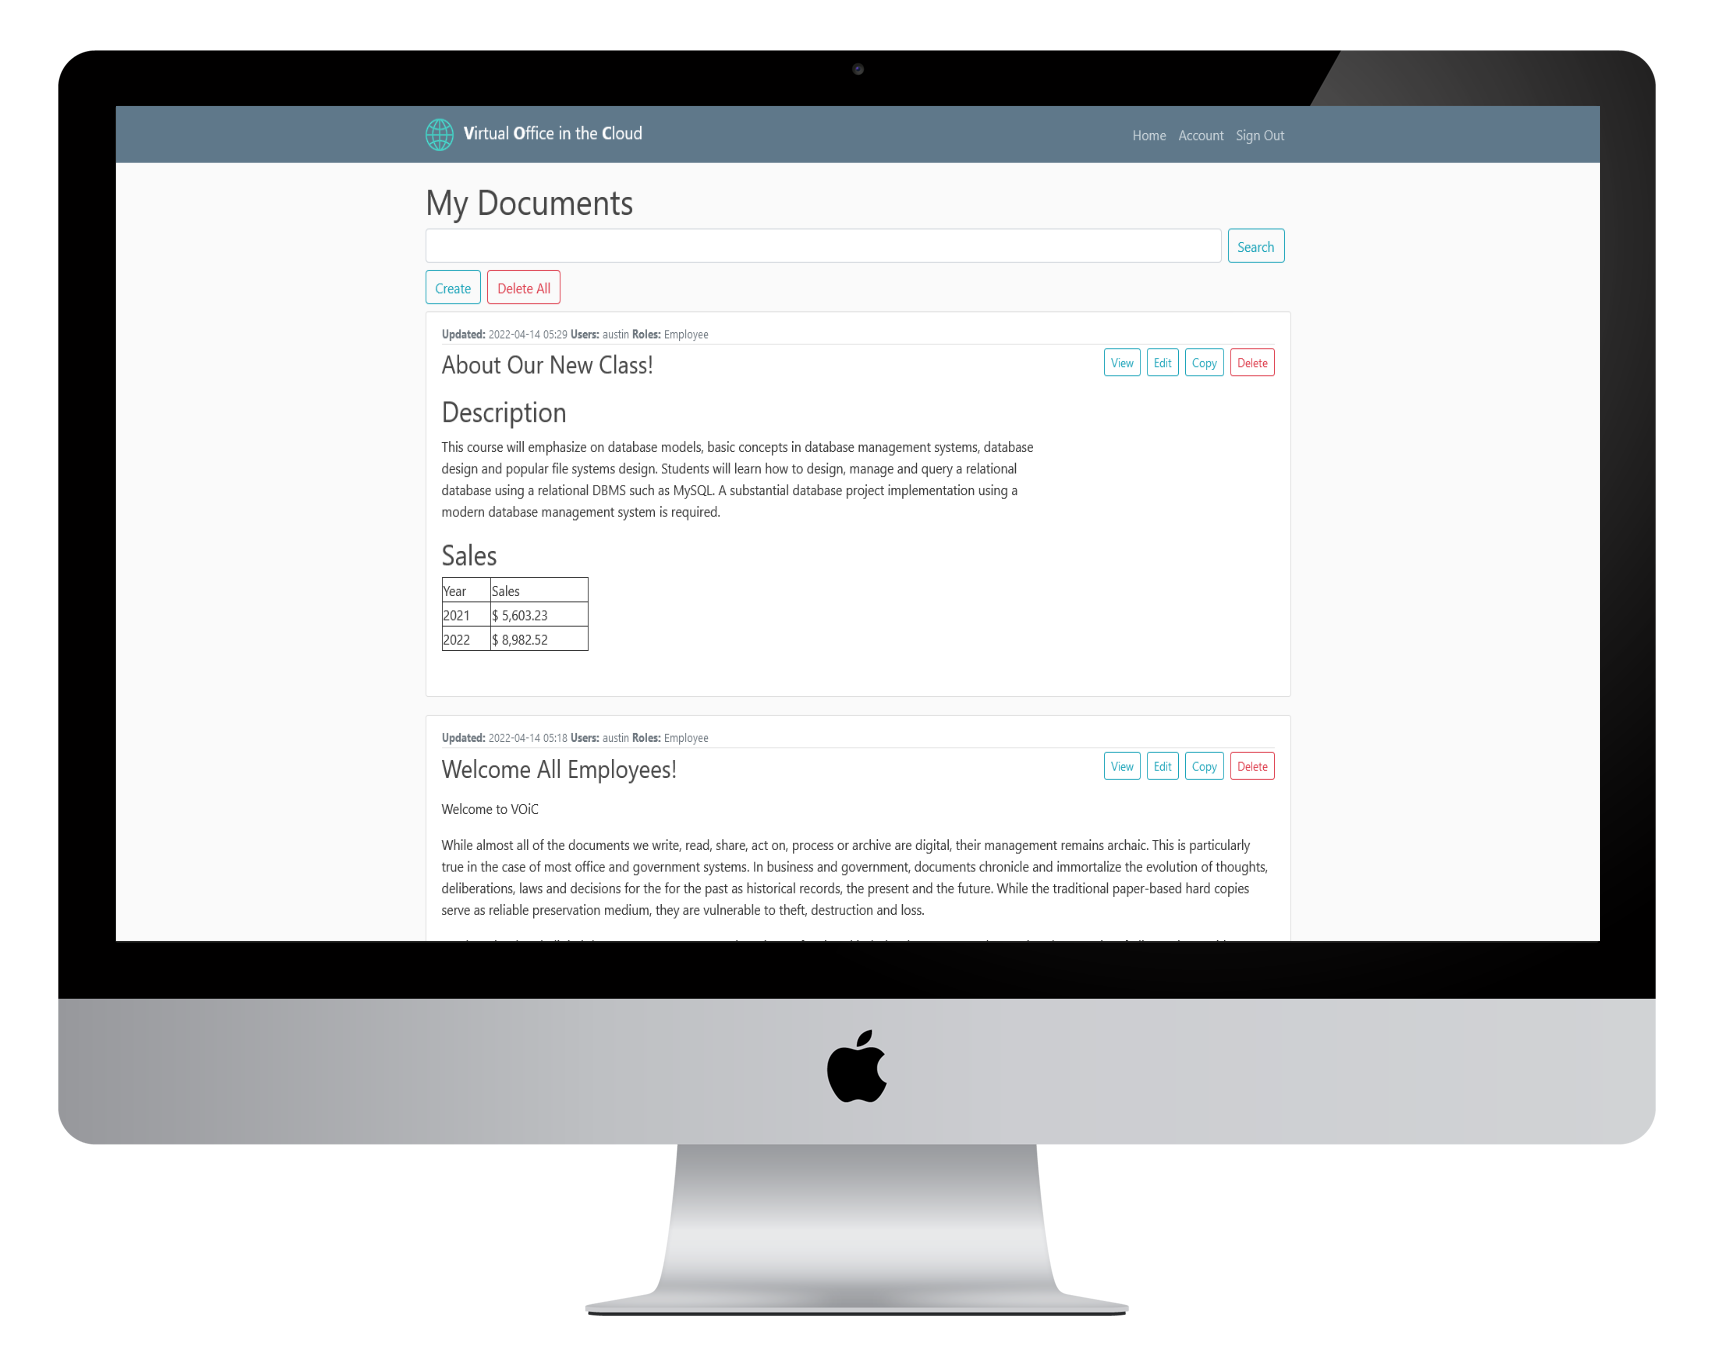 Virtual Office in the Cloud
Home Account Sign Out
My Documents
Search
Create Delete All
Updated: 2022-04-14 05:29 Users: austin Roles: Employee
About Our New Class!
View Edit Copy Delete
Description
This course will emphasize on database models, basic concepts in database management systems, database
design and popular file systems design. Students will learn how to design, manage and query a relational
database using a relational DBMS such as MySQL. A substantial database project implementation using a
modern database management system is required.
Sales
Year Sales
2021 $ 5,603.23
2022 $ 8,982.52
Updated: 2022-04-14 05:18 Users: austin Roles: Employee
Welcome All Employees!
View Edit Copy Delete
Welcome to VOiC
While almost all of the documents we write, read, share, act on, process or archive are digital, their management remains archaic. This is particularly
true in the case of most office and government systems. In business and government, documents chronicle and immortalize the evolution of thoughts,
deliberations, laws and decisions for the for the past as historical records, the present and the future. While the traditional paper-based hard copies
serve as reliable preservation medium, they are vulnerable to theft, destruction and loss.